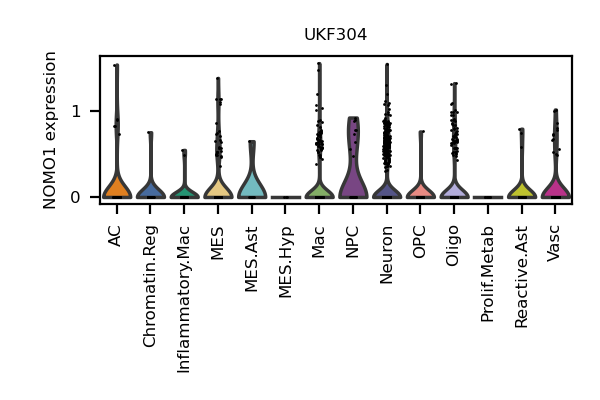 UKF304
NOMO1 expression
1
0
AC
Chromatin.Reg
Inflammatory.Mac
MES
MES.Ast
MES.Hyp
Mac
NPC
Neuron
OPC
Oligo
Prolif.Metab
Reactive.Ast
Vasc